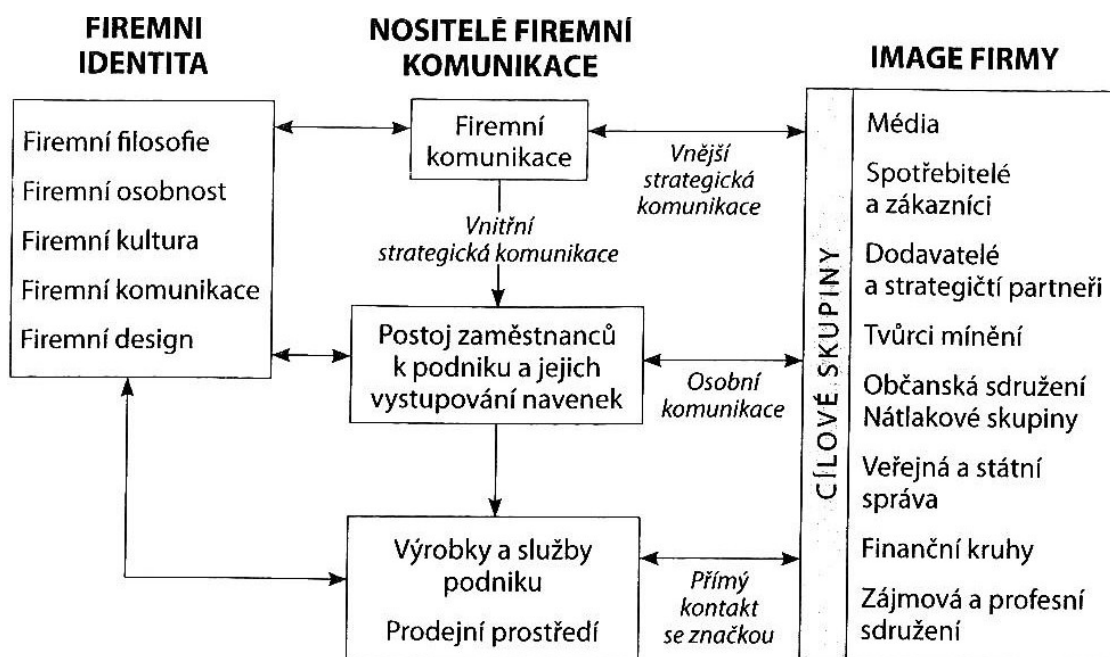 FIREMNI
IDENTITA
NOSITELÉ FIREMNÍ
KOMUNIKACE
IMAGE FIRMY
Firemní filosofie
Firemní osobnost
Firemní kultura
Firemní komunikace
Firemní design
Firemní
komunikace
Vnější
strategická
komunikace
Vnitřní
strategická komunikace
Postoj zaměstnanců
k podniku a jejich
vystupování navenek
Osobní
komunikace
Výrobky a služby
podniku
Prodejní prostředí
Přímý
kontakt
se značkou
CÍLOVÉ SKUPINY
Média
Spotřebitelé
a zákazníci
Dodavatelé
a strategičtí partneři
Tvůrci mínění
Občanská sdružení
Nátlakové skupiny
Veřejná a státní
správa
Finanční kruhy
Zájmová a profesní
sdružení